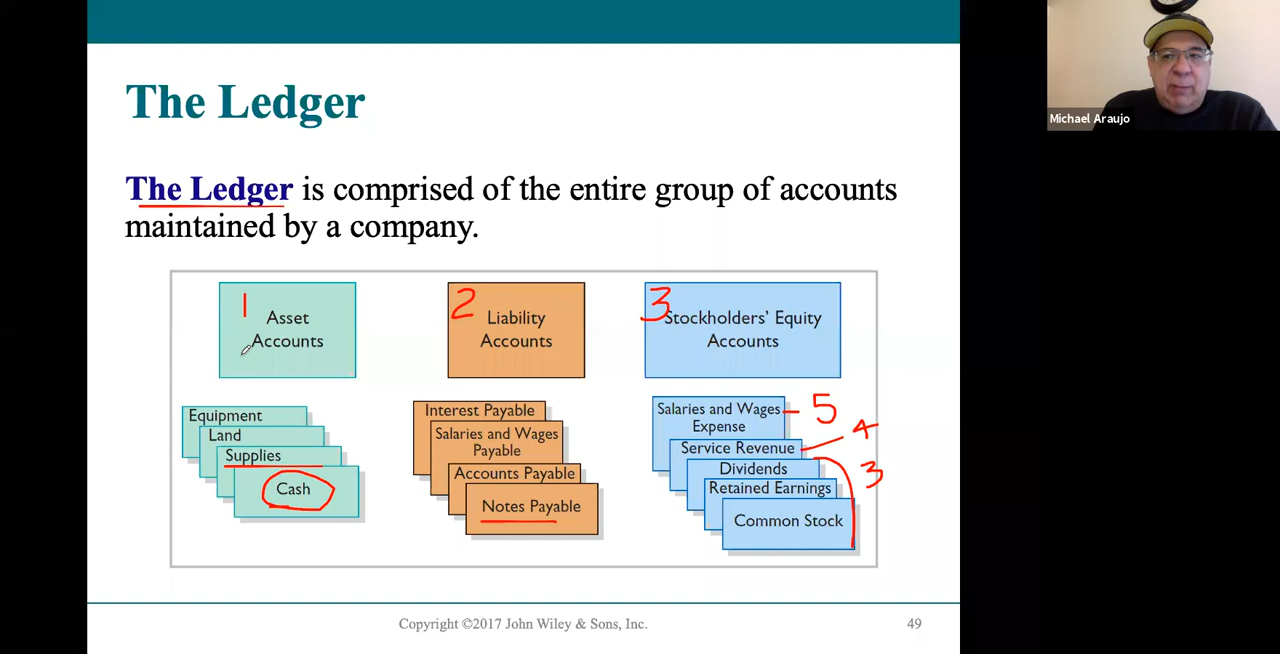 The Ledger
Michael Araujo
The Ledger is comprised of the entire group of accounts
maintained by a company.
1
Asset
Accounts
2
Liability
Accounts
3
Stockholders' Equity
Accounts
Equipment
Land
Supplies
Cash
Interest Payable
Salaries and Wages
Payable
Accounts Payable
Notes Payable
Salaries and Wages
Expense
5
Service Revenue
4
Dividends
Retained Earnings
Common Stock
3
Copyright ©2017 John Wiley & Sons, Inc.
49